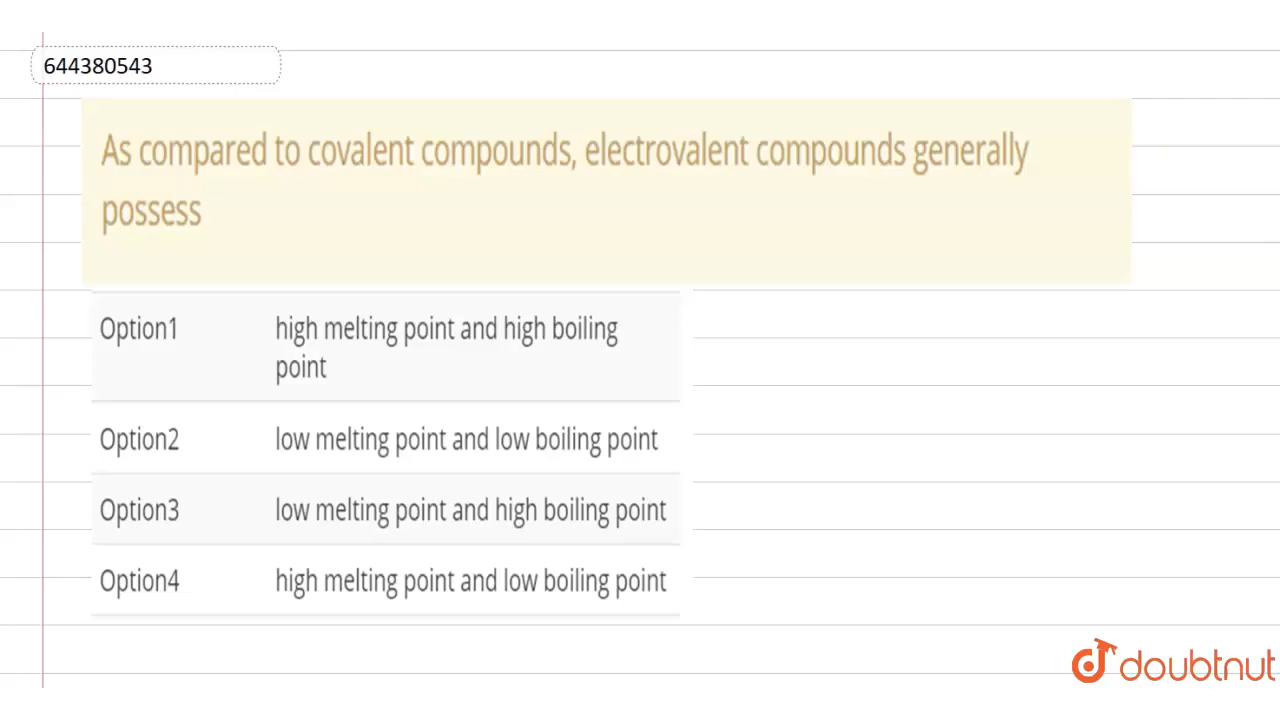 644380543
As compared to covalent compounds, electrovalent compounds generally
possess
Option1 high melting point and high boiling
point
Option2 low melting point and low boiling point
Option3 low melting point and high boiling point
Option4 high melting point and low boiling point
doubtnut